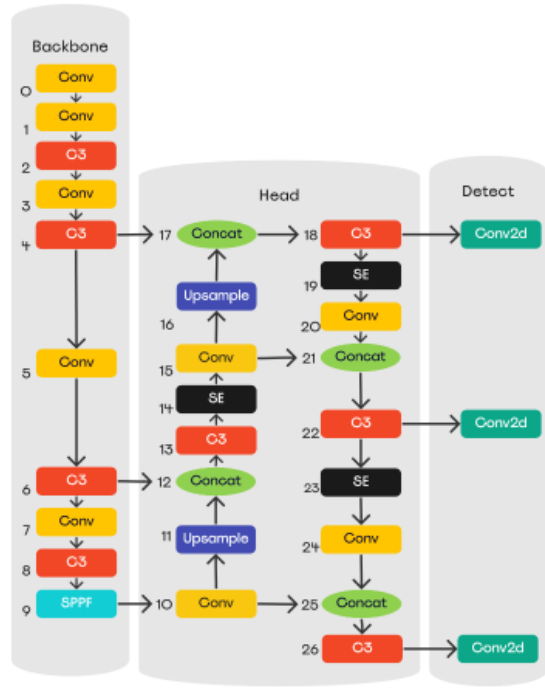 Backbone
Conv
0
Conv
1
C3
2
Conv
3
C3
4
Conv
5
C3
6
Conv
7
C3
8
SPPF
9
Head
17
Concat
Upsample
16
15
Conv
SE
14
C3
13
12
Concat
11
Upsample
10
Conv
18
C3
SE
19
Conv
20
21
Concat
C3
22
SE
23
Conv
24
25
Concat
26
C3
Detect
Conv2d
Conv2d
Conv2d